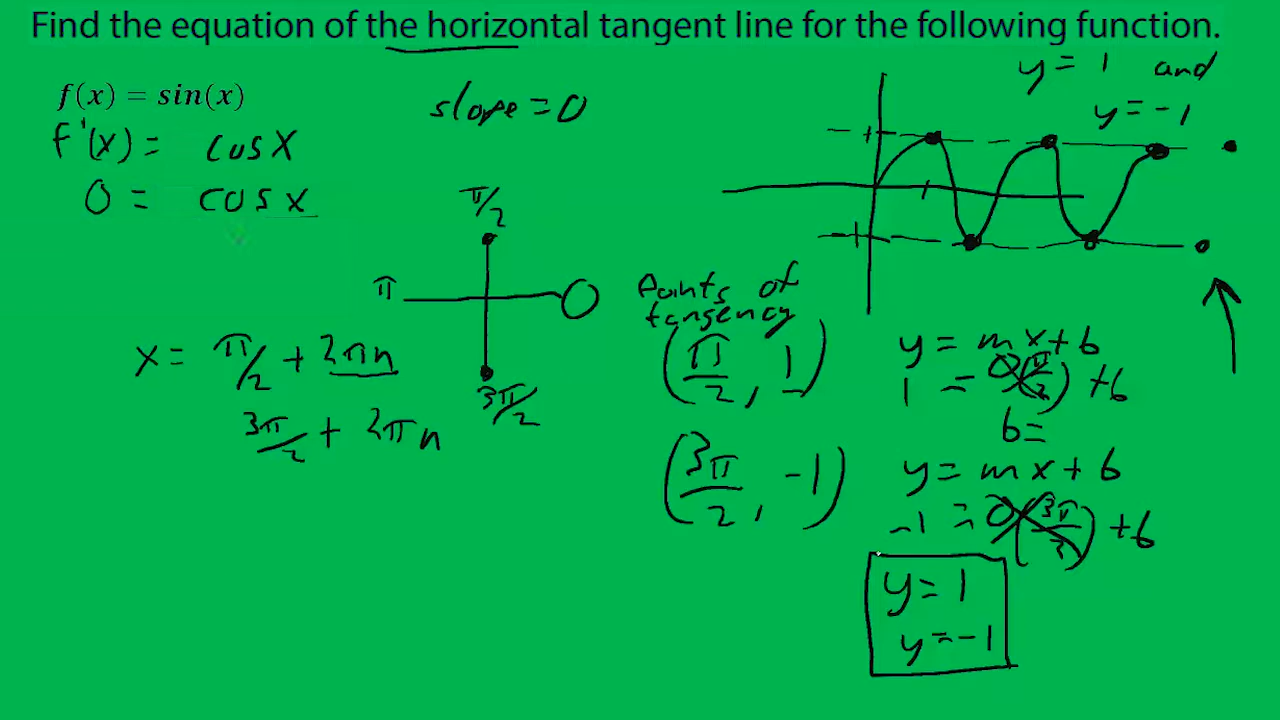 Find the equation of the horizontal tangent line for the following function.
f(x) = sin(x)
f'(x) = cos x
0 = cos x
slope = 0
π/2
π
3π/2
x = π/2 + 2πn
3π/2 + 2πn
y = 1 and
y = -1
Points of
tangency
(π/2, 1)
(3π/2, -1)
y = mx + b
1 = 0(π/2) + b
b =
y = mx + b
-1 = 0(3π/2) + b
y = 1
y = -1